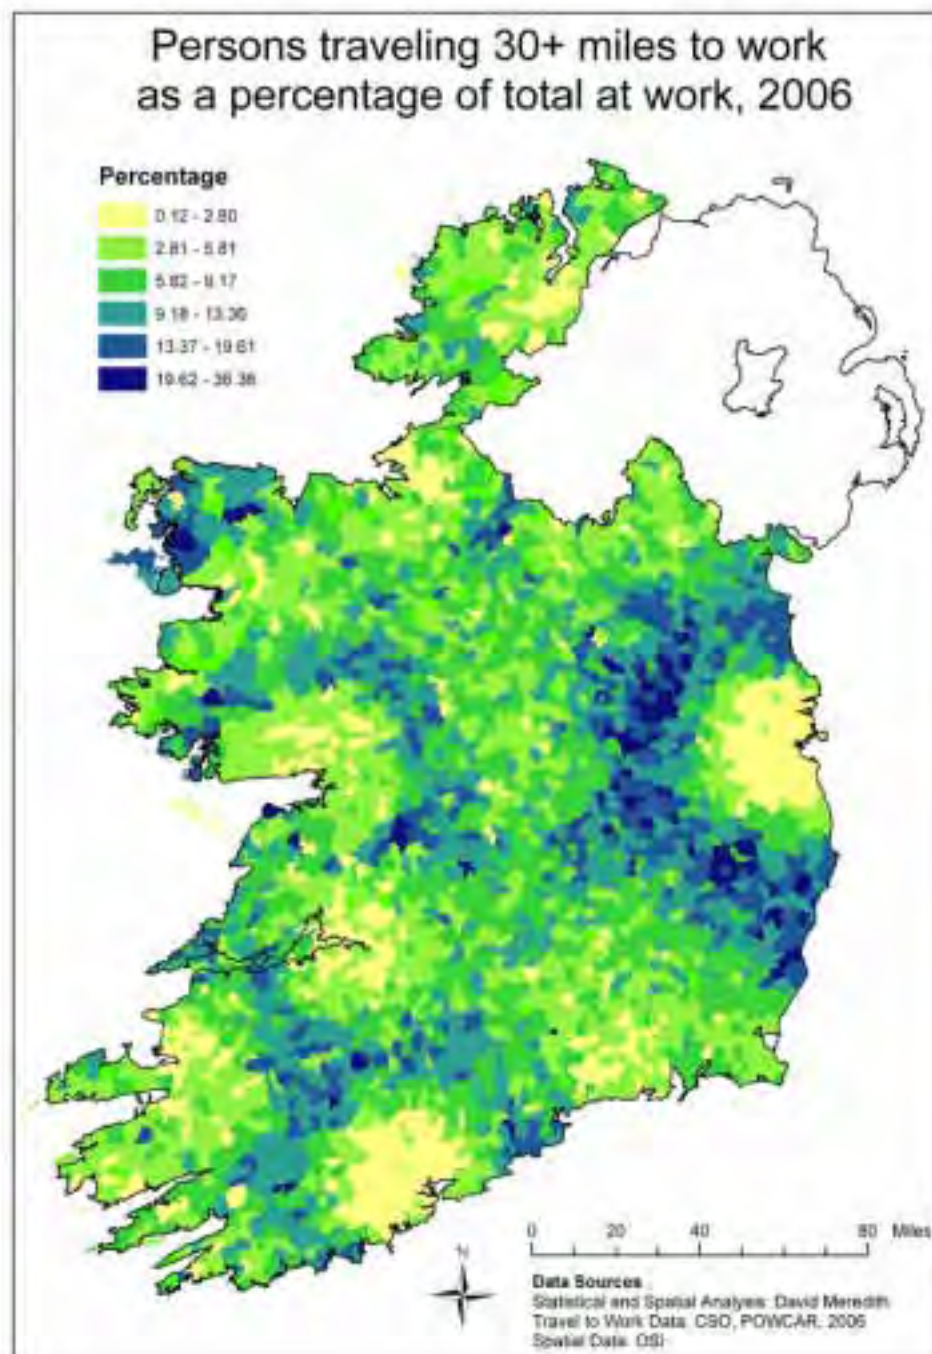 Persons traveling 30+ miles to work
as a percentage of total at work, 2006
Percentage
0.12 - 2.80
2.81 - 5.81
5.82 - 9.17
9.18 - 13.36
13.37 - 19.61
19.62 - 36.36
0 20 40 80 Miles
N
Data Sources
Statistical and Spatial Analysis: David Meredith
Travel to Work Data: CSO, POWCAR, 2006
Spatial Data: OSi